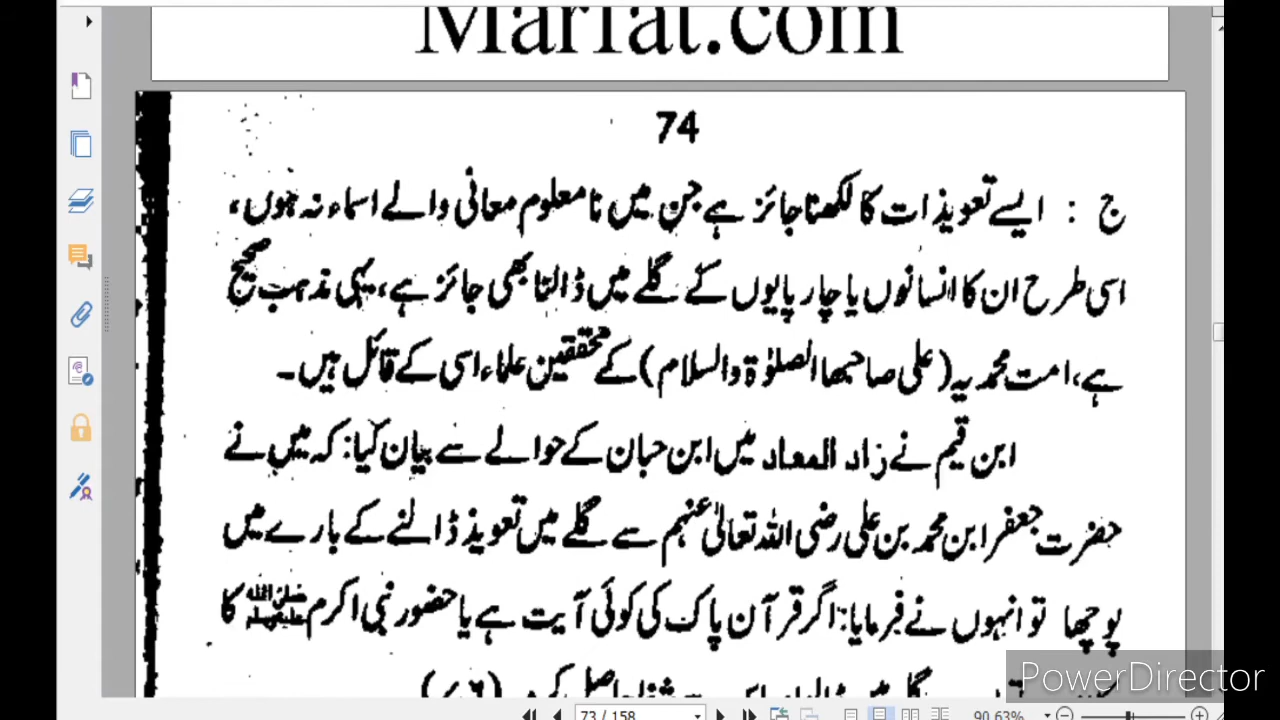 Marfat.com
74
ج : ایسے تعویذات کا لکھنا جائز ہے جن میں نا معلوم معانی والے اسماء نہ ہوں،
اسی طرح ان کا انسانوں یا چار پایوں کے گلے میں ڈالنا بھی جائز ہے، یہی مذہب صحیح
ہے، امت محمدیہ (علی صاحبھا الصلوٰۃ والسلام) کے محققین علماء اسی کے قائل ہیں۔
ابن قیم نے زاد المعاد میں ابن حبان کے حوالے سے بیان کیا: کہ میں نے
حضرت جعفر ابن محمد بن علی رضی اللہ تعالیٰ عنہم سے گلے میں تعویذ ڈالنے کے بارے میں
پوچھا تو انہوں نے فرمایا: اگر قرآن پاک کی کوئی آیت ہے یا حضور نبی اکرم ﷺ کا
PowerDirector
73 / 158
90.63%